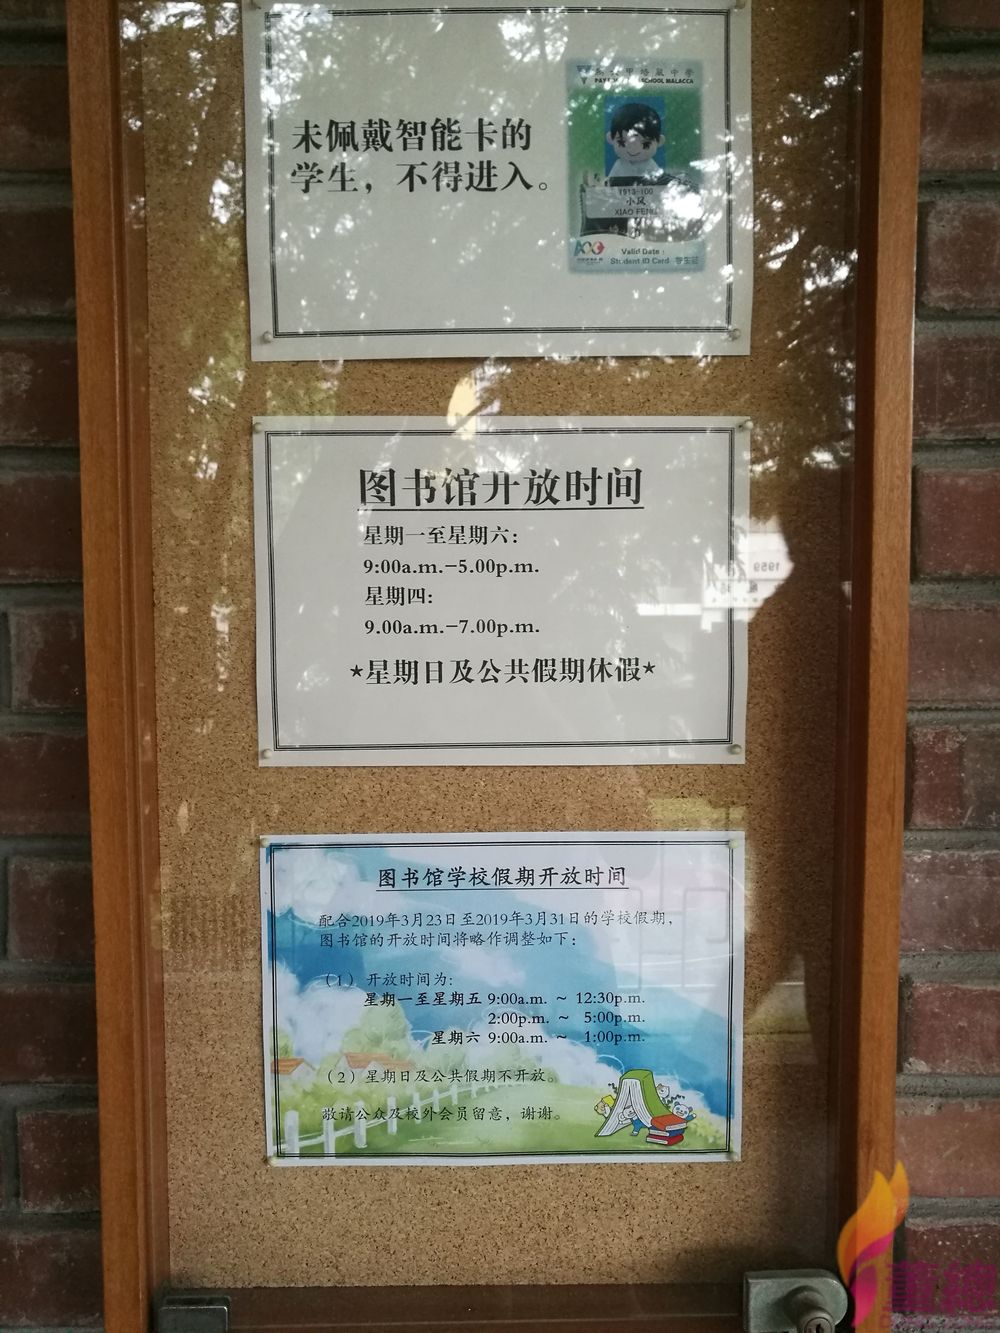 未佩戴智能卡的
学生，不得进入。
SCHOOL MALACCA
1913-100
小风
XIAO FENG
Valid Date :
Student ID Card 学生证
图书馆开放时间
星期一至星期六：
9:00a.m.–5.00p.m.
星期四：
9.00a.m.–7.00p.m.
★星期日及公共假期休假★
1959
图书馆学校假期开放时间
配合2019年3月23日至2019年3月31日的学校假期，
图书馆的开放时间将略作调整如下：
（1）开放时间为：
星期一至星期五 9:00a.m. ~ 12:30p.m.
2:00p.m. ~ 5:00p.m.
星期六 9:00a.m. ~ 1:00p.m.
（2）星期日及公共假期不开放。
敬请公众及校外会员留意，谢谢。
董總